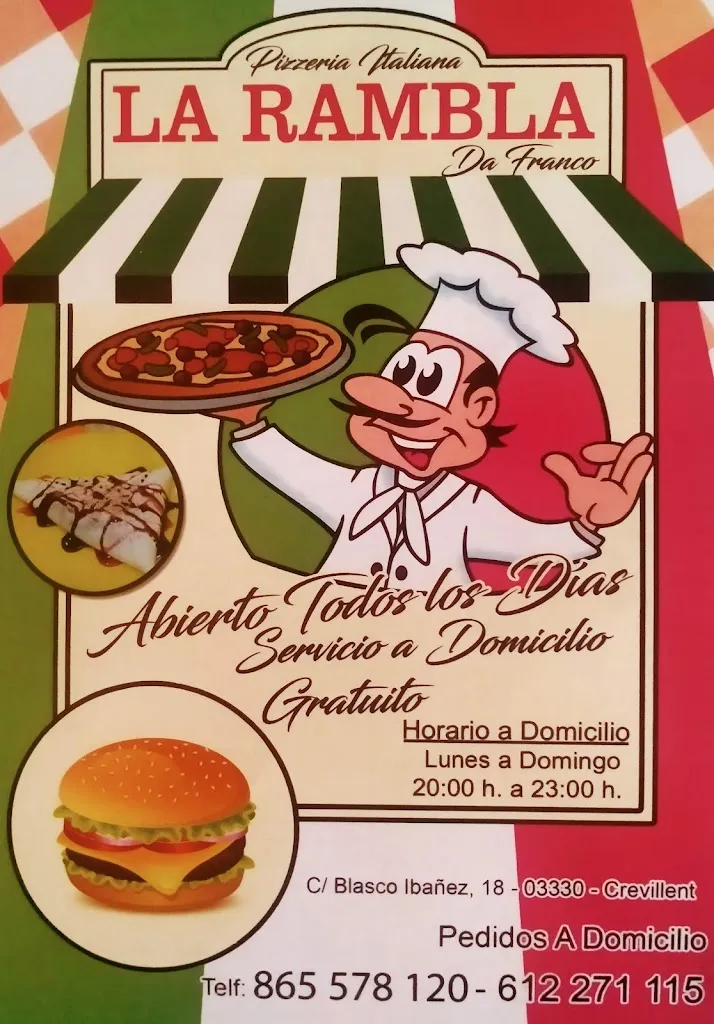 Pizzeria Italiana
LA RAMBLA
Da Franco
Abierto Todos los Días
Servicio a Domicilio
Gratuito
Horario a Domicilio
Lunes a Domingo
20:00 h. a 23:00 h.
C/ Blasco Ibañez, 18 - 03330 - Crevillent
Pedidos A Domicilio
Telf: 865 578 120 - 612 271 115